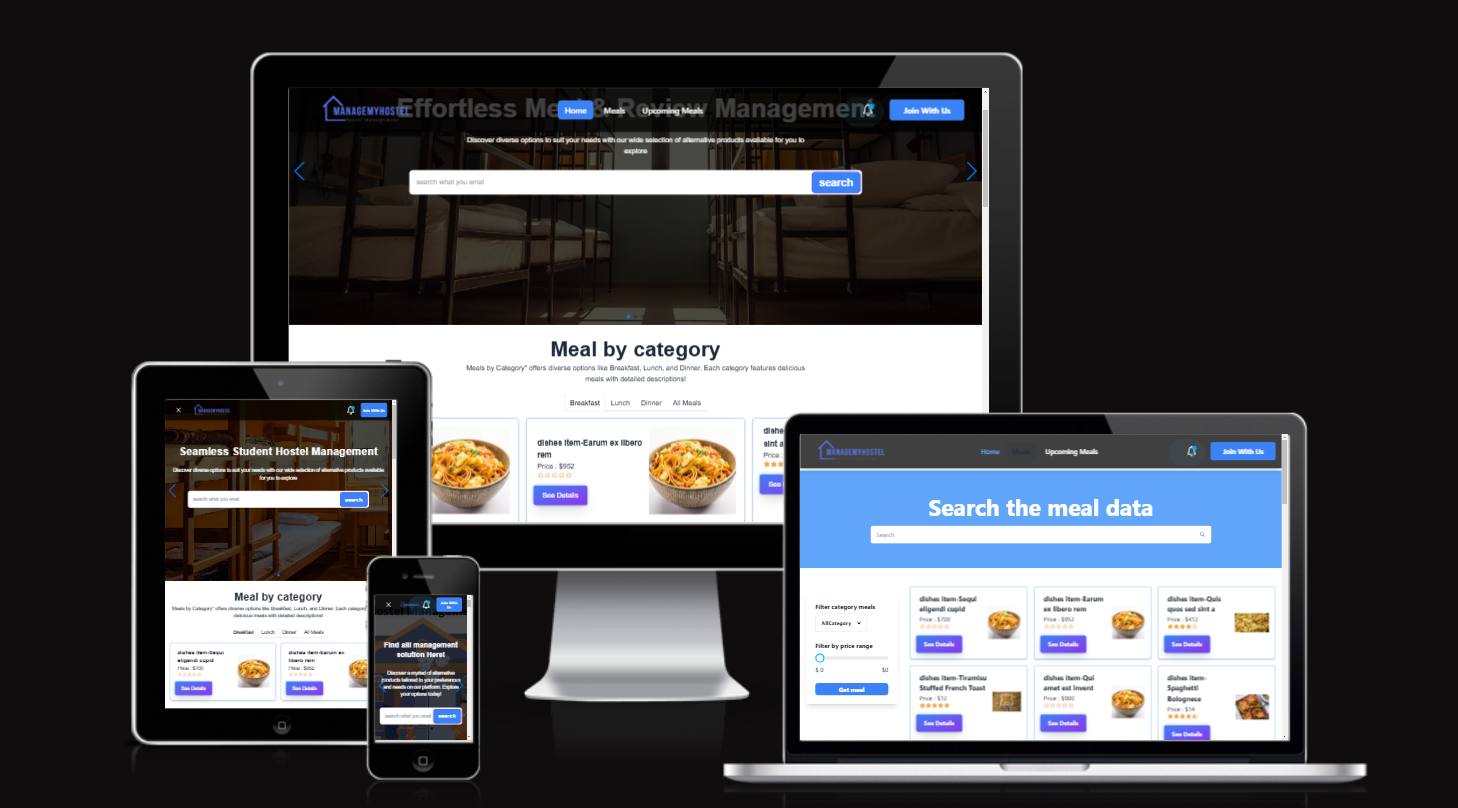 MANAGEMYHOSTEL
hostel management
Effortless Meal & Review Management
Home
Meals
Upcoming Meals
Join With Us
Discover diverse options to suit your needs with our wide selection of alternative products available for you to
explore
search what you wnat
search
Meal by category
Meals by Category" offers diverse options like Breakfast, Lunch, and Dinner. Each category features delicious
meals with detailed descriptions!
Breakfast
Lunch
Dinner
All Meals
dishes item-Earum ex libero
rem
Price : $952
See Details
dishe
sint a
Price :
See
MANAGEMYHOSTEL
Join With Us
Seamless Student Hostel Management
Discover diverse options to suit your needs with our wide selection of alternative products available
for you to explore
search what you wnat
search
Meal by category
Meals by Category" offers diverse options like Breakfast, Lunch, and Dinner. Each category features
delicious meals with detailed descriptions!
Breakfast
Lunch
Dinner
All Meals
dishes item-Sequi
eligendi cupid
Price : $700
See Details
dishes item-Earum ex
libero rem
Price : $952
See Details
Join With
Us
Find alll management
solution Here!
Discover a myriad of alternative
products tailored to your preferences
and needs on our platform. Explore
your options today!
search what you wnat
search
MANAGEMYHOSTEL
Home
Meals
Upcoming Meals
Join With Us
Search the meal data
Search
Filter category meals
AllCategory
Filter by price range
$ 0
$0
Get meal
dishes item-Sequi
eligendi cupid
Price : $700
See Details
dishes item-Earum
ex libero rem
Price : $952
See Details
dishes item-Quis
quos sed sint a
Price : $412
See Details
dishes item-Tiramisu
Stuffed French Toast
Price : $12
See Details
dishes item-Qui
amet est invent
Price : $900
See Details
dishes item-
Spaghetti
Bolognese
Price : $14
See Details